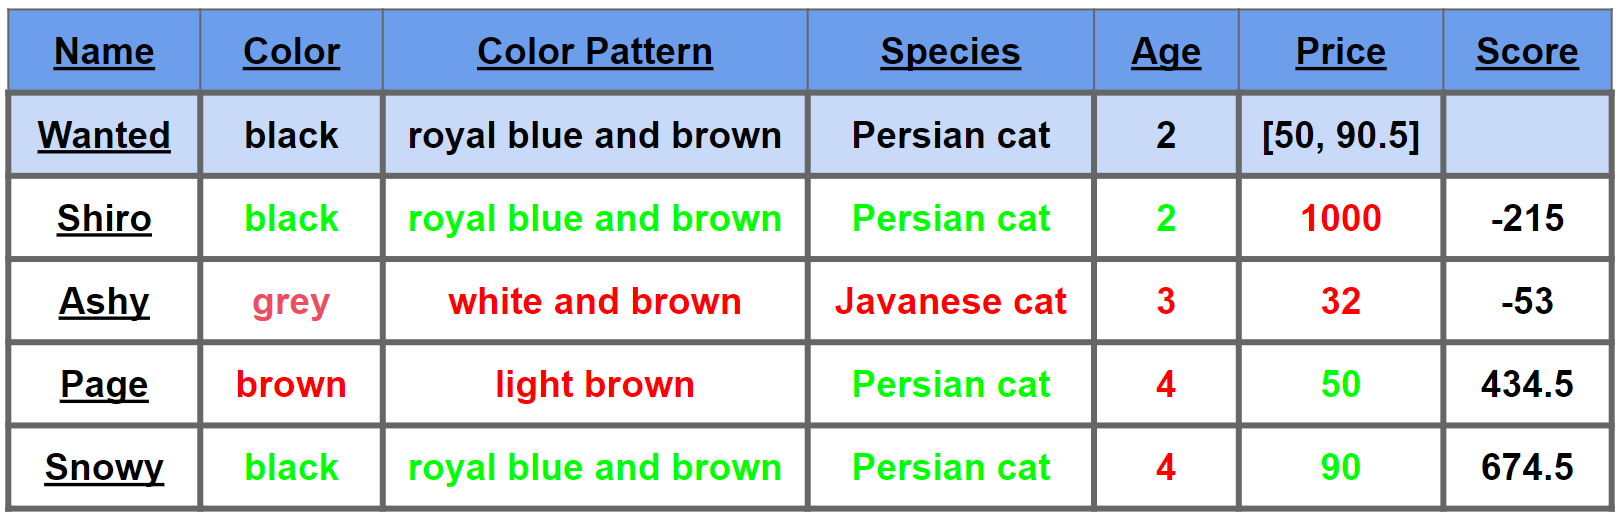 Name Color Color Pattern Species Age Price Score
Wanted black royal blue and brown Persian cat 2 [50, 90.5]
Shiro black royal blue and brown Persian cat 2 1000 -215
Ashy grey white and brown Javanese cat 3 32 -53
Page brown light brown Persian cat 4 50 434.5
Snowy black royal blue and brown Persian cat 4 90 674.5